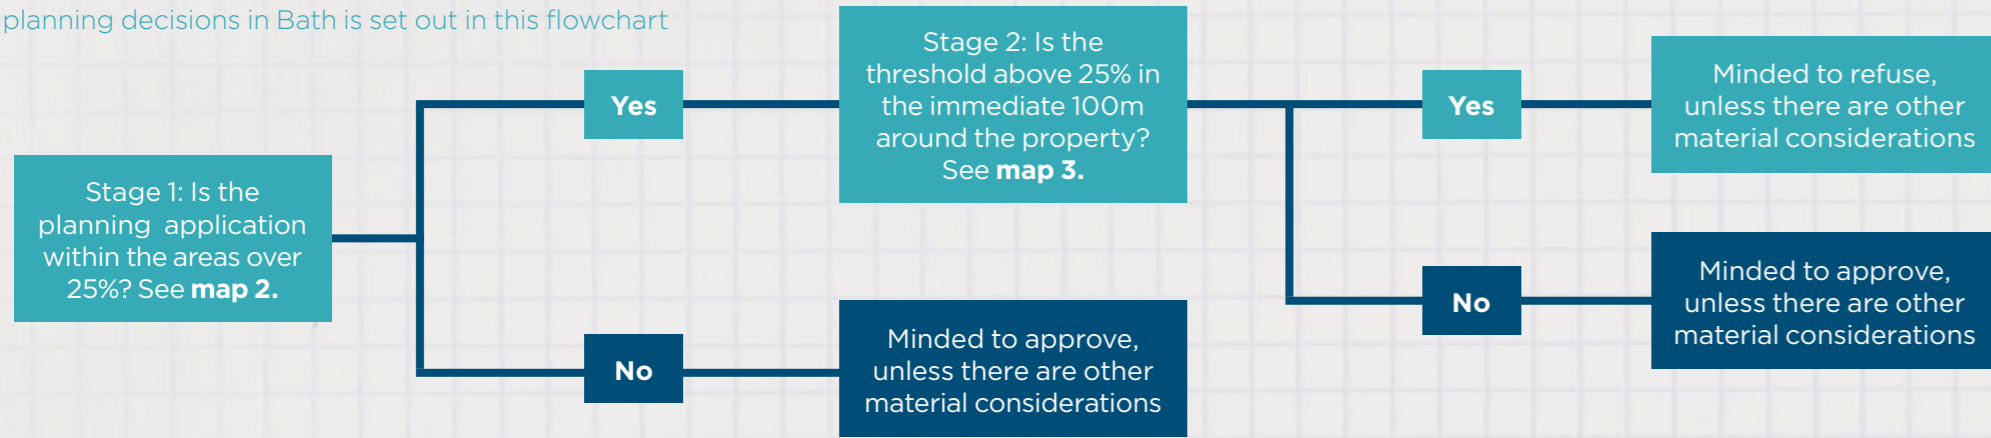 planning decisions in Bath is set out in this flowchart
Stage 1: Is the
planning application
within the areas over
25%? See map 2.
Yes
Stage 2: Is the
threshold above 25% in
the immediate 100m
around the property?
See map 3.
Yes
Minded to refuse,
unless there are other
material considerations
No
Minded to approve,
unless there are other
material considerations
No
Minded to approve,
unless there are other
material considerations